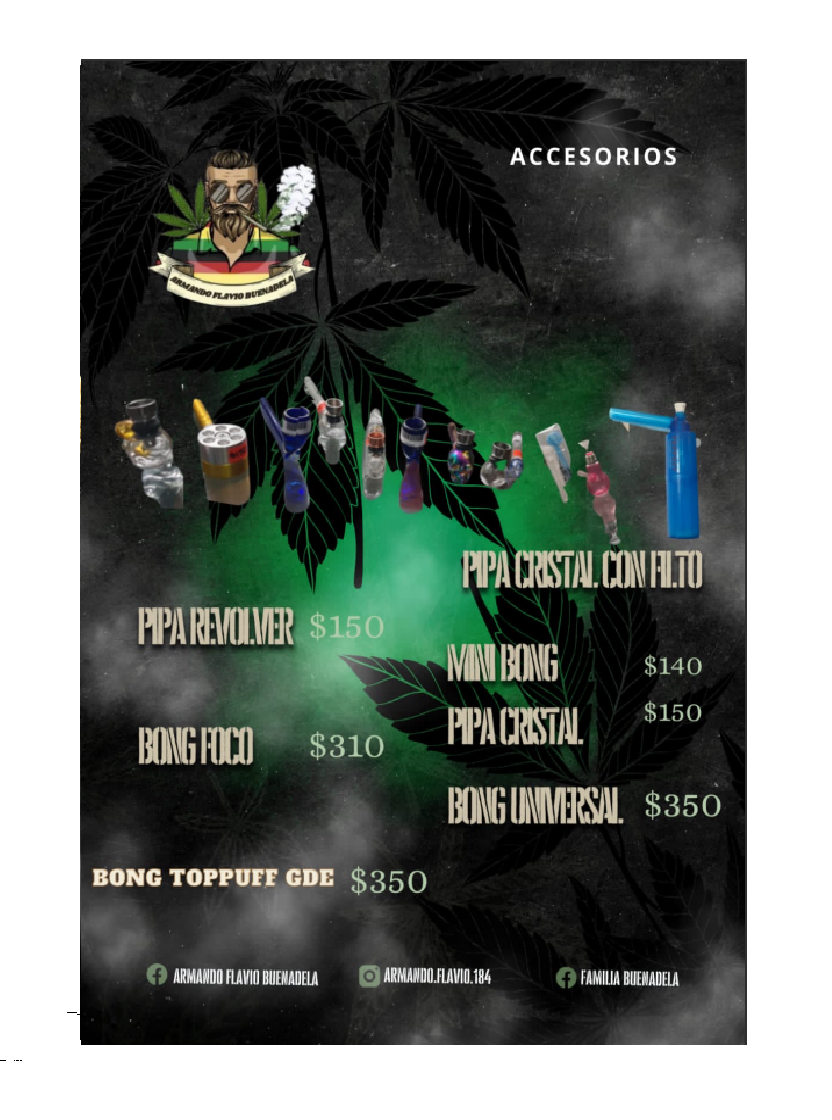 ACCESORIOS
ARMANDO FLAVIO BUENADELA
PIPA CRISTAL CON FILTO
PIPA REVOLVER $150
MINI BONG $140
PIPA CRISTAL $150
BONG FOCO $310
BONG UNIVERSAL $350
BONG TOPPUFF GDE $350
ARMANDO FLAVIO BUENADELA
ARMANDO.FLAVIO.184
FAMILIA BUENADELA